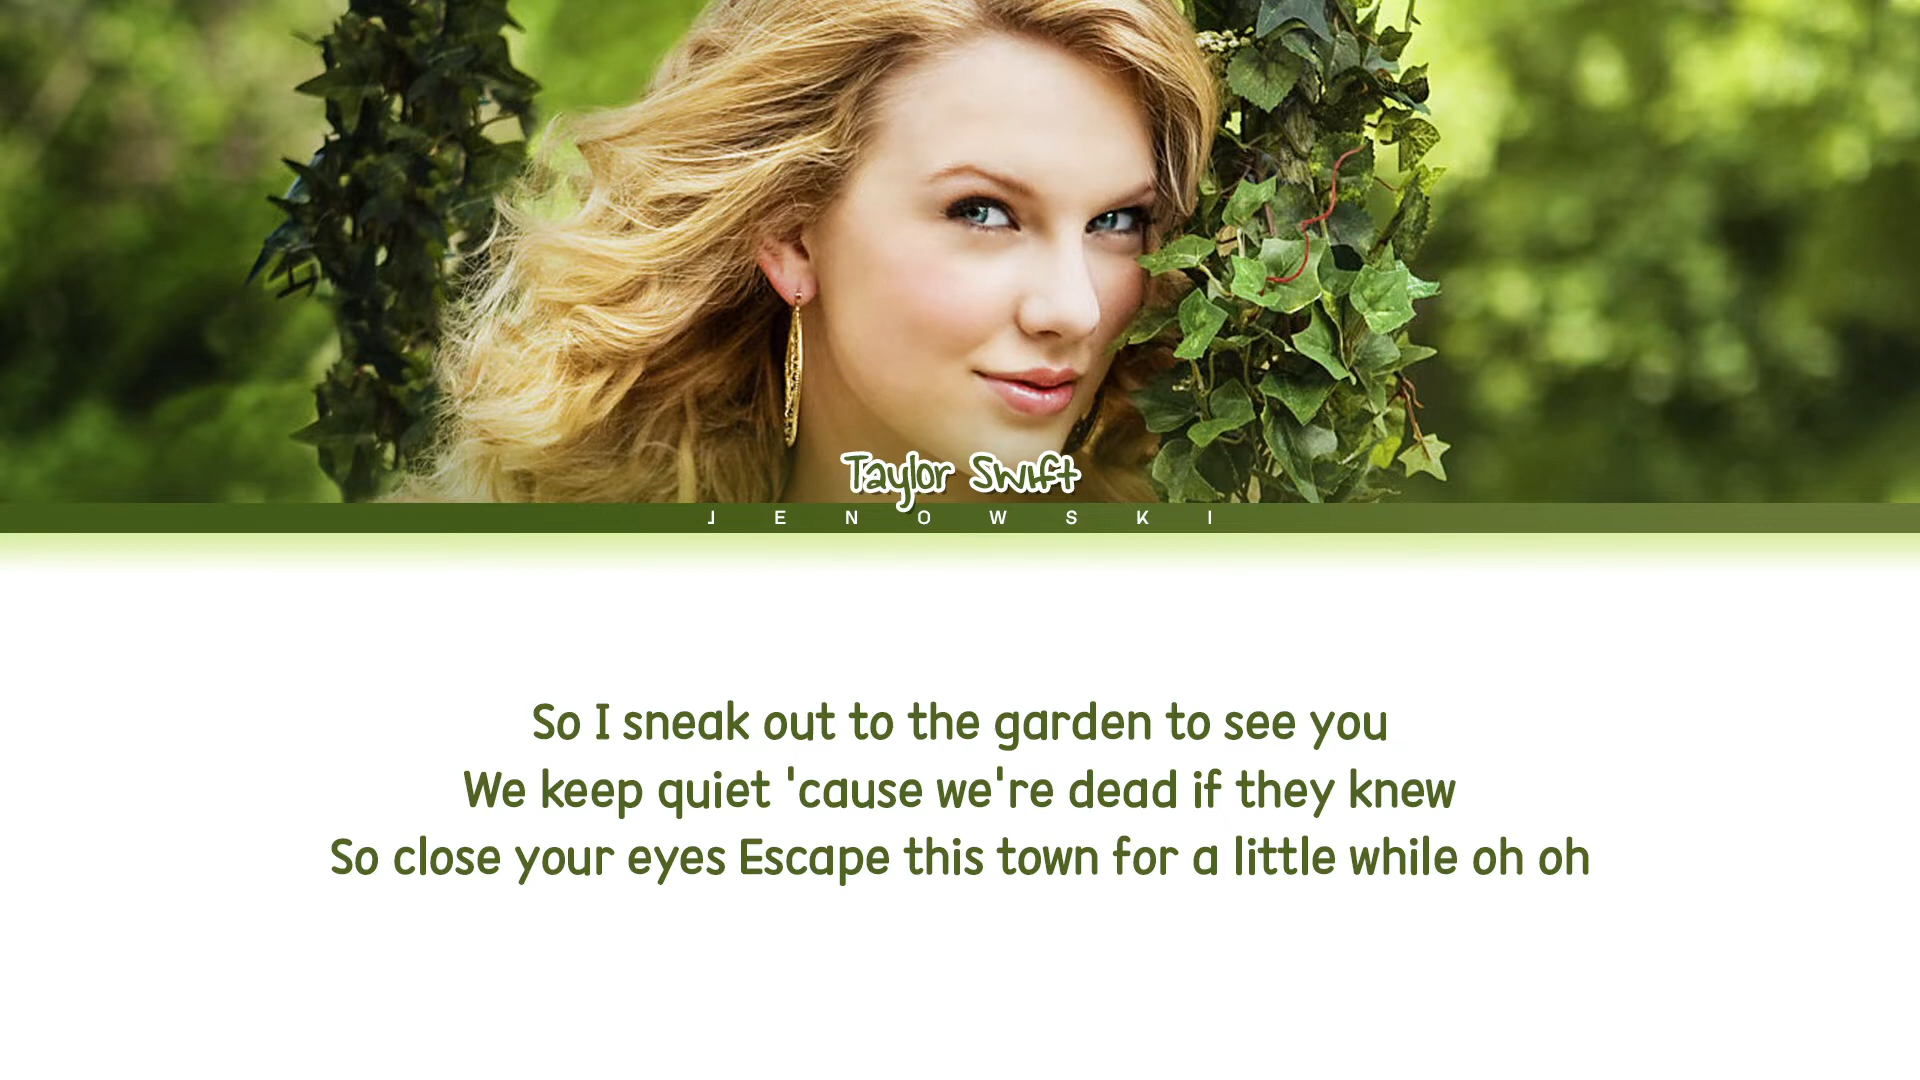 Taylor Swift
JENOWSKI
So I sneak out to the garden to see you
We keep quiet 'cause we're dead if they knew
So close your eyes Escape this town for a little while oh oh